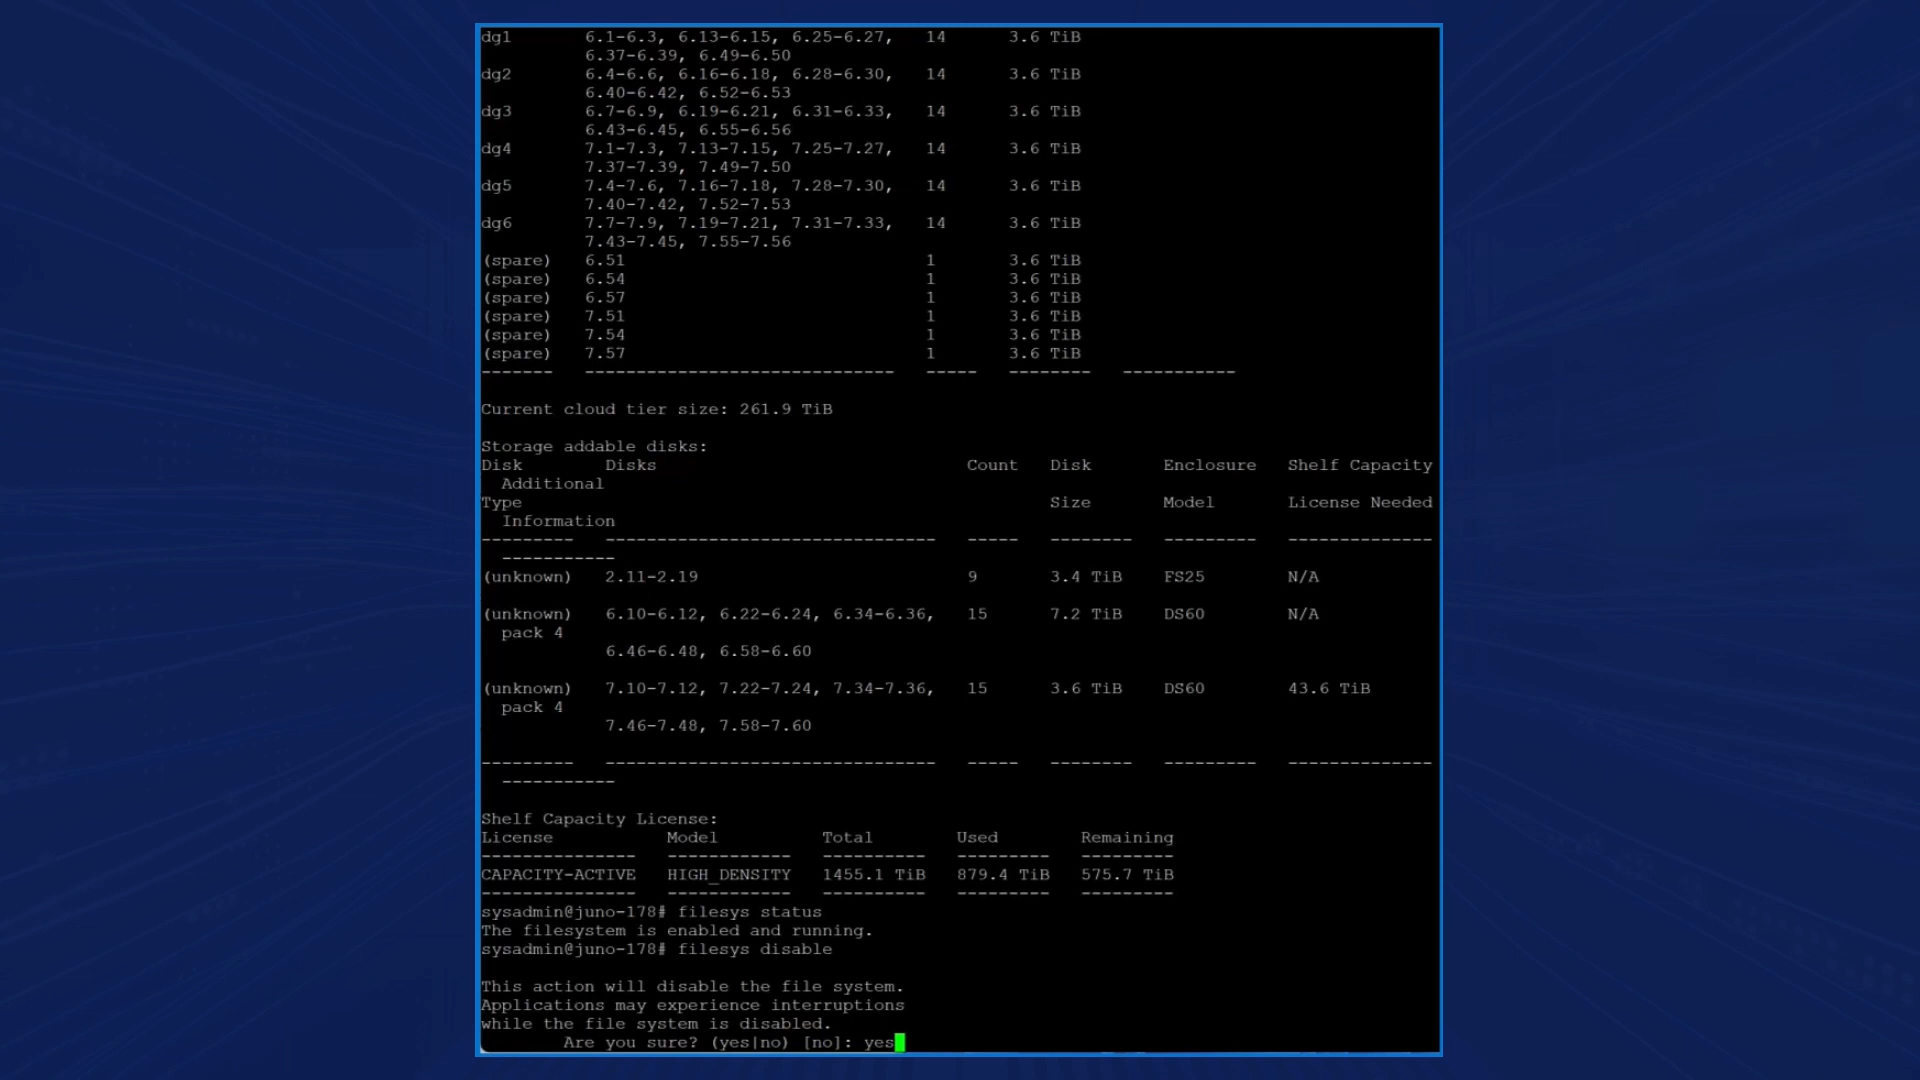 dg1 6.1-6.3, 6.13-6.15, 6.25-6.27, 14 3.6 TiB
6.37-6.39, 6.49-6.50
dg2 6.4-6.6, 6.16-6.18, 6.28-6.30, 14 3.6 TiB
6.40-6.42, 6.52-6.53
dg3 6.7-6.9, 6.19-6.21, 6.31-6.33, 14 3.6 TiB
6.43-6.45, 6.55-6.56
dg4 7.1-7.3, 7.13-7.15, 7.25-7.27, 14 3.6 TiB
7.37-7.39, 7.49-7.50
dg5 7.4-7.6, 7.16-7.18, 7.28-7.30, 14 3.6 TiB
7.40-7.42, 7.52-7.53
dg6 7.7-7.9, 7.19-7.21, 7.31-7.33, 14 3.6 TiB
7.43-7.45, 7.55-7.56
(spare) 6.51 1 3.6 TiB
(spare) 6.54 1 3.6 TiB
(spare) 6.57 1 3.6 TiB
(spare) 7.51 1 3.6 TiB
(spare) 7.54 1 3.6 TiB
(spare) 7.57 1 3.6 TiB
------- ------------------------------ ----- -------- -----------
Current cloud tier size: 261.9 TiB
Storage addable disks:
Disk Disks Count Disk Enclosure Shelf Capacity
Additional
Type Size Model License Needed
Information
--------- -------------------------------- ----- -------- --------- --------------
-----------
(unknown) 2.11-2.19 9 3.4 TiB FS25 N/A
(unknown) 6.10-6.12, 6.22-6.24, 6.34-6.36, 15 7.2 TiB DS60 N/A
pack 4
6.46-6.48, 6.58-6.60
(unknown) 7.10-7.12, 7.22-7.24, 7.34-7.36, 15 3.6 TiB DS60 43.6 TiB
pack 4
7.46-7.48, 7.58-7.60
--------- -------------------------------- ----- -------- --------- --------------
-----------
Shelf Capacity License:
License Model Total Used Remaining
--------------- ------------ ---------- --------- ---------
CAPACITY-ACTIVE HIGH_DENSITY 1455.1 TiB 879.4 TiB 575.7 TiB
--------------- ------------ ---------- --------- ---------
sysadmin@juno-178# filesys status
The filesystem is enabled and running.
sysadmin@juno-178# filesys disable
This action will disable the file system.
Applications may experience interruptions
while the file system is disabled.
Are you sure? (yes|no) [no]: yes